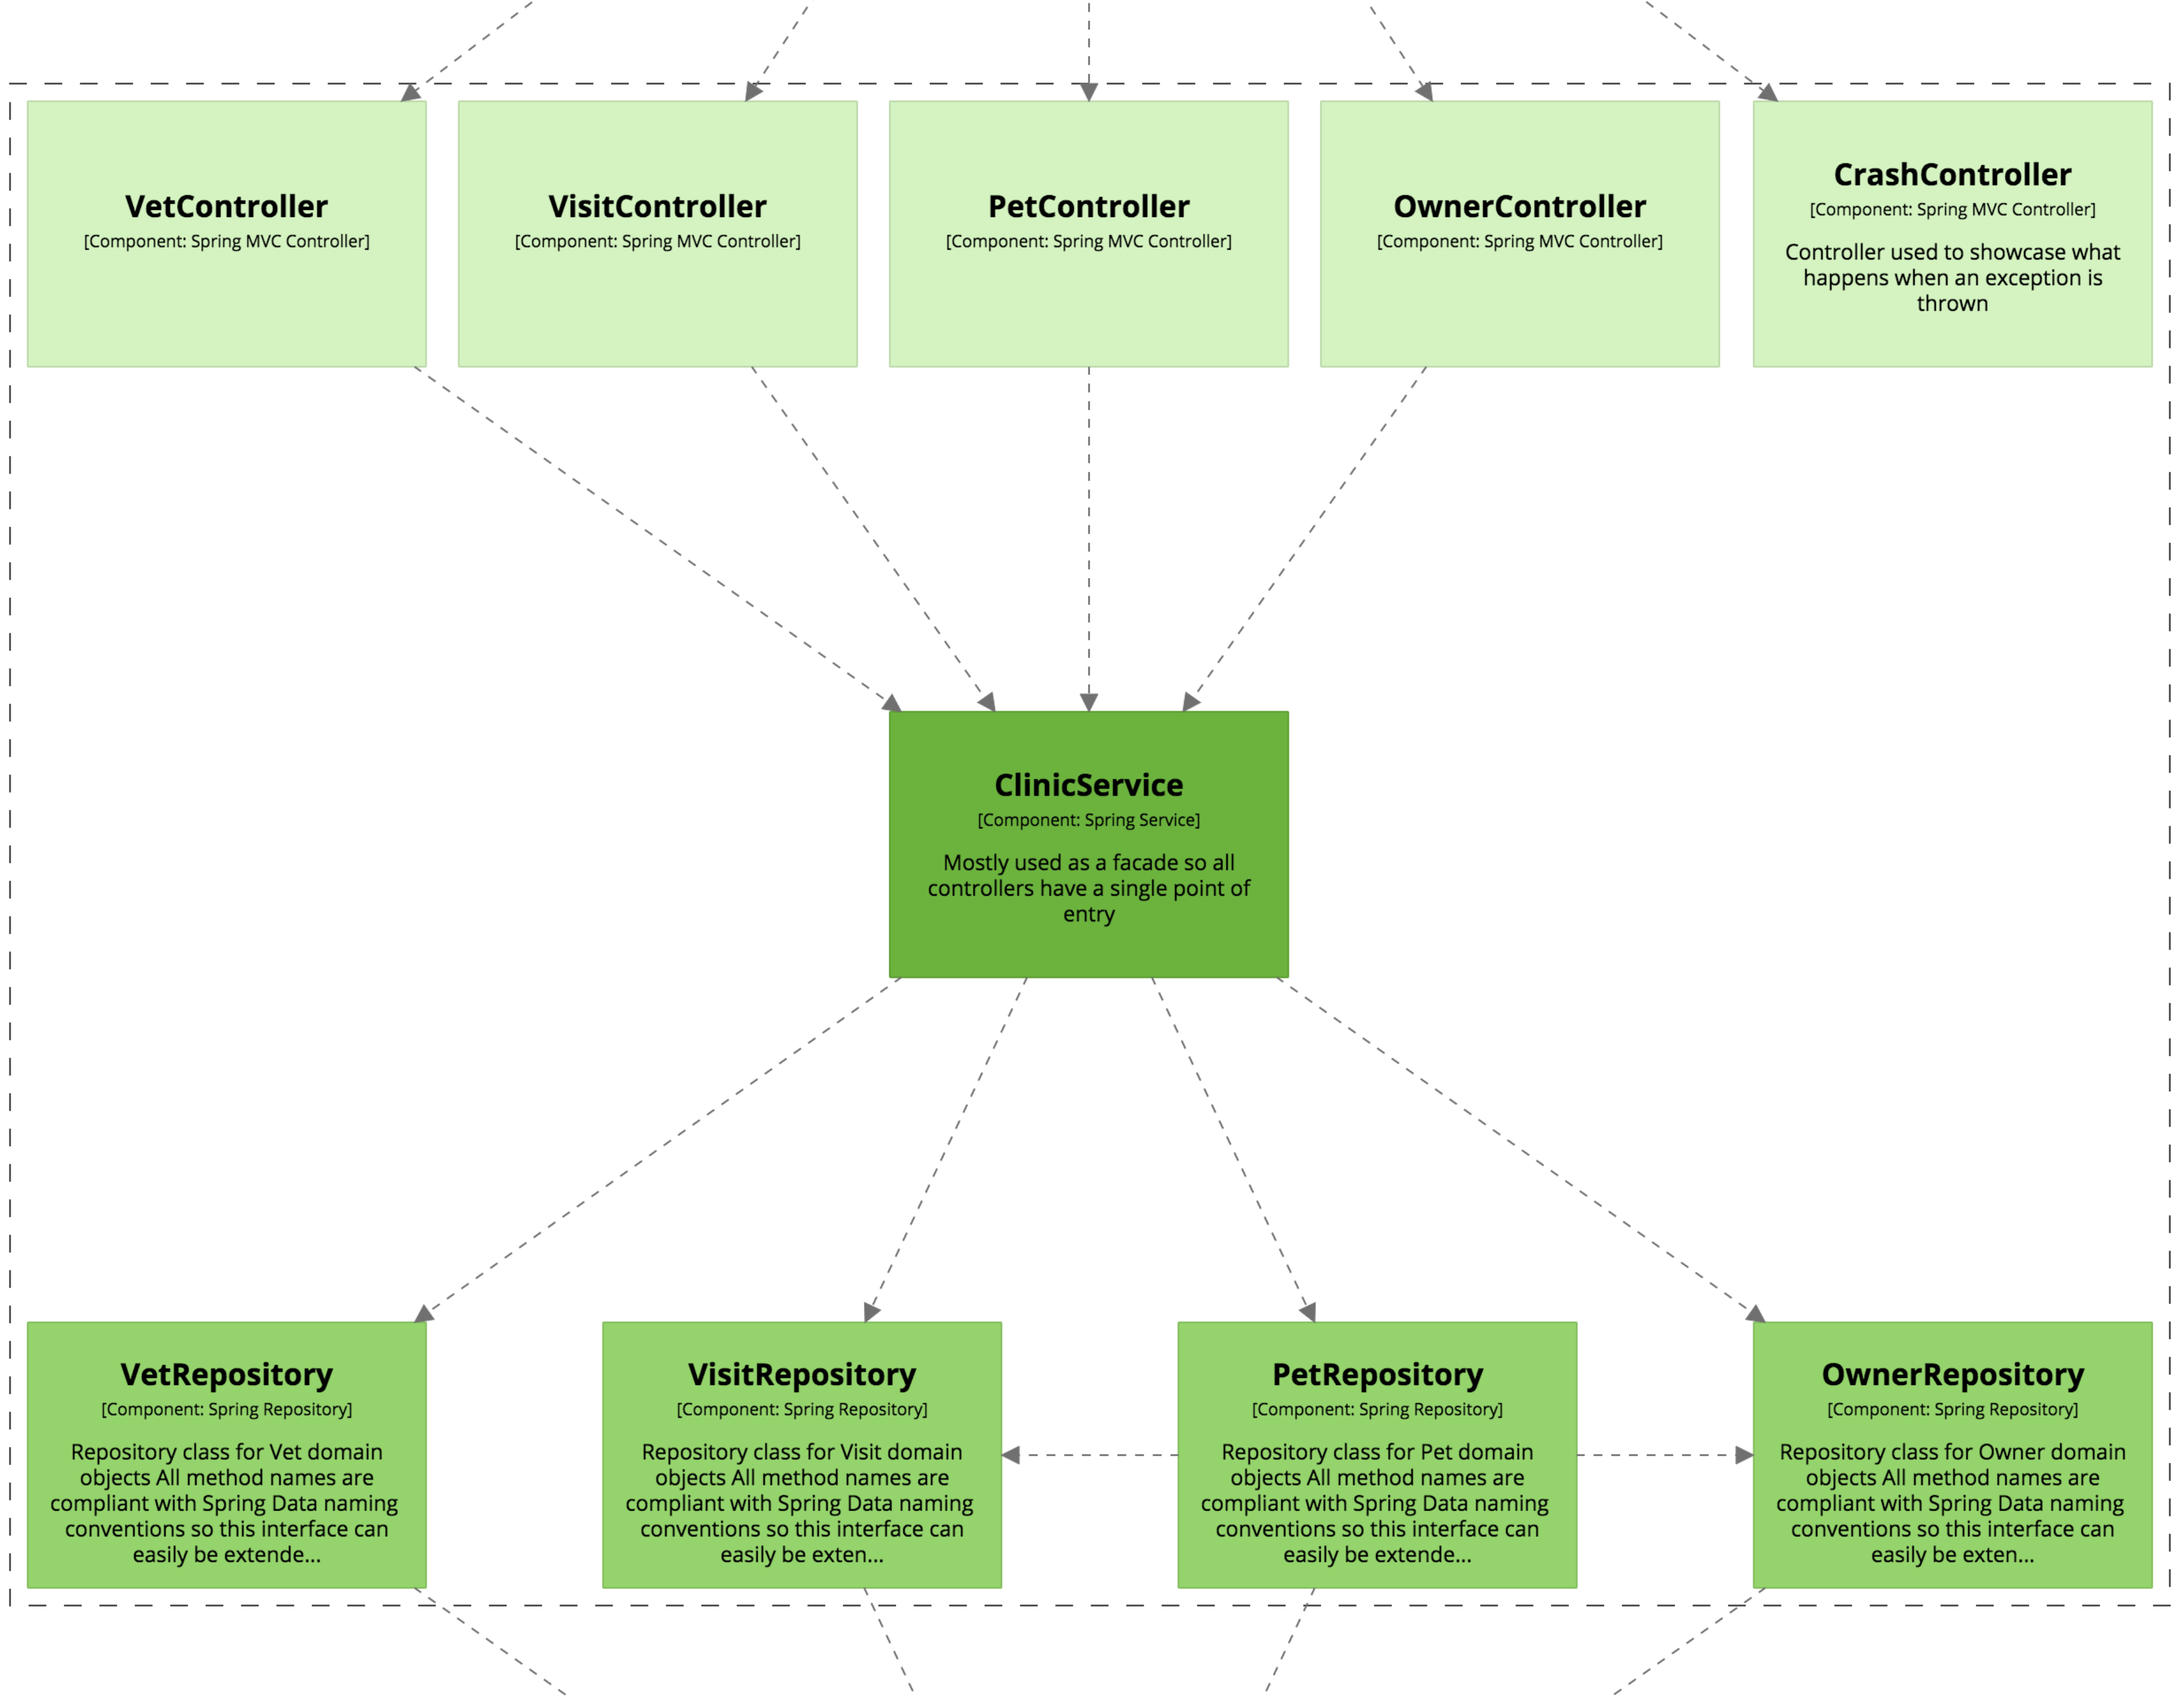 VetController
[Component: Spring MVC Controller]
VisitController
[Component: Spring MVC Controller]
PetController
[Component: Spring MVC Controller]
OwnerController
[Component: Spring MVC Controller]
CrashController
[Component: Spring MVC Controller]
Controller used to showcase what
happens when an exception is
thrown
ClinicService
[Component: Spring Service]
Mostly used as a facade so all
controllers have a single point of
entry
VetRepository
[Component: Spring Repository]
Repository class for Vet domain
objects All method names are
compliant with Spring Data naming
conventions so this interface can
easily be extende...
VisitRepository
[Component: Spring Repository]
Repository class for Visit domain
objects All method names are
compliant with Spring Data naming
conventions so this interface can
easily be exten...
PetRepository
[Component: Spring Repository]
Repository class for Pet domain
objects All method names are
compliant with Spring Data naming
conventions so this interface can
easily be extende...
OwnerRepository
[Component: Spring Repository]
Repository class for Owner domain
objects All method names are
compliant with Spring Data naming
conventions so this interface can
easily be exten...